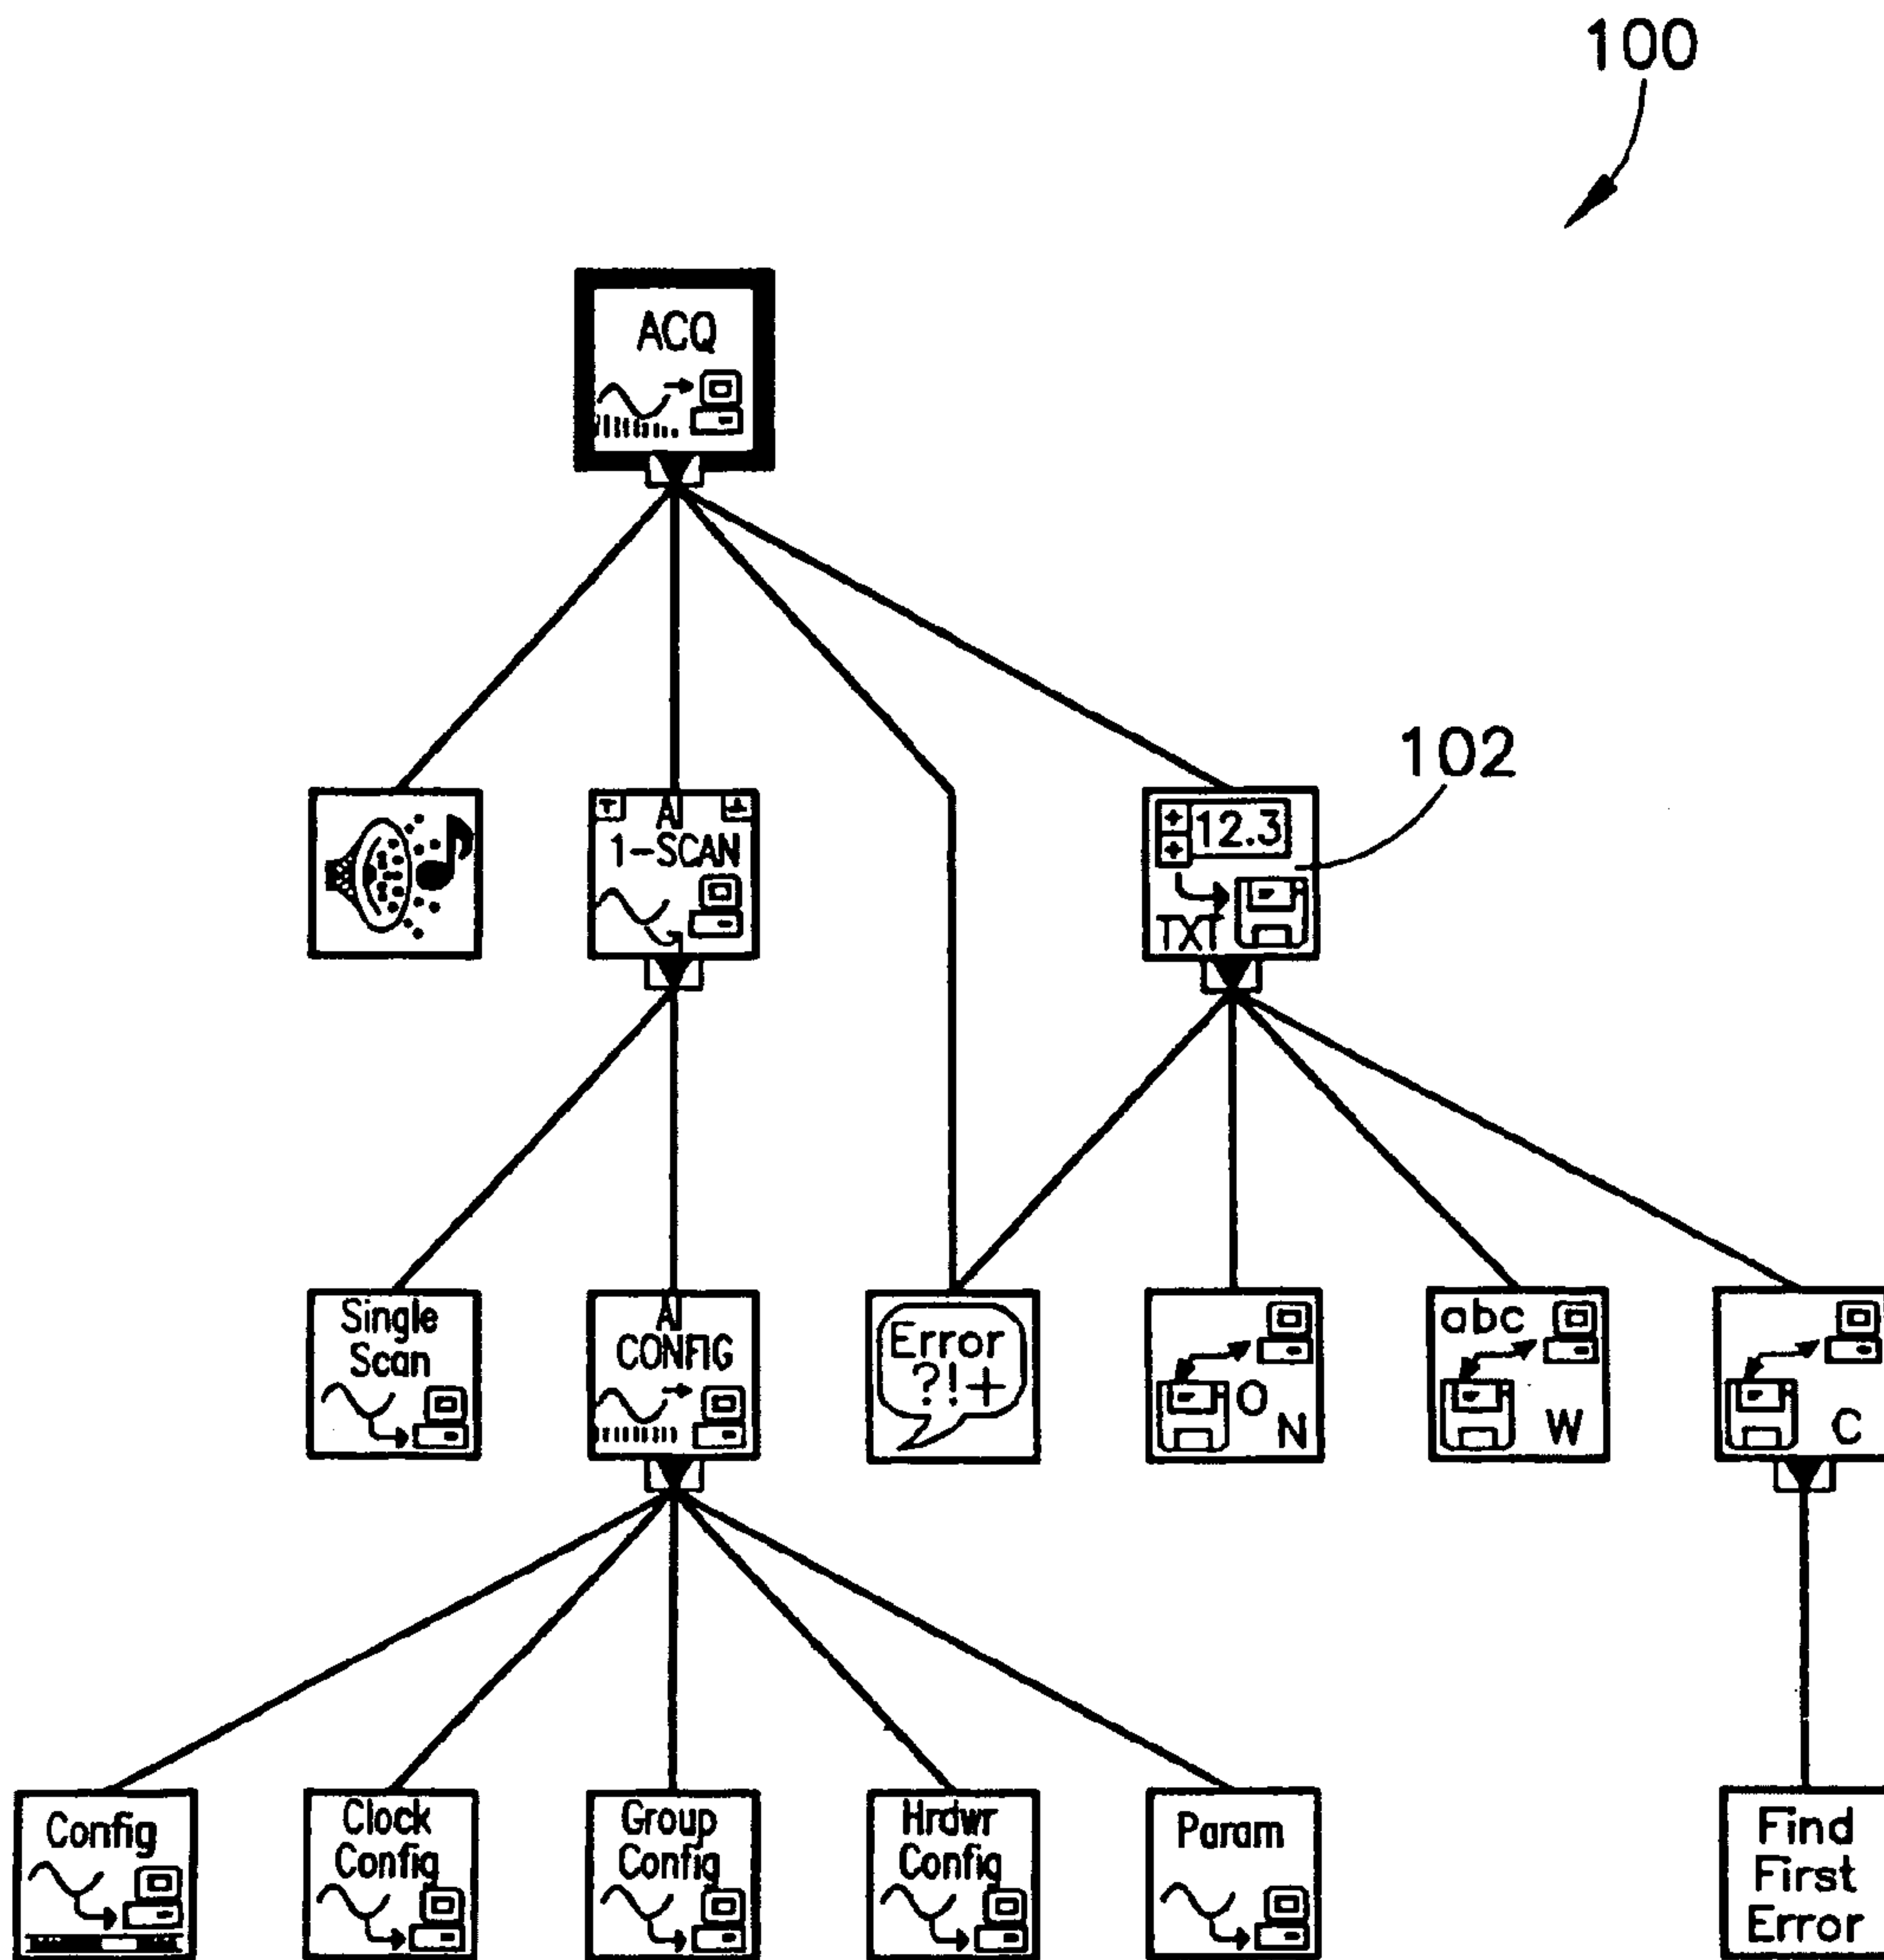 100
ACQ
102
AI
1-SCAN
12.3
TXT
Single
Scan
AI
CONFIG
Error
?!+
O
N
abc
W
C
Config
Clock
Config
Group
Config
Hrdwr
Config
Param
Find
First
Error